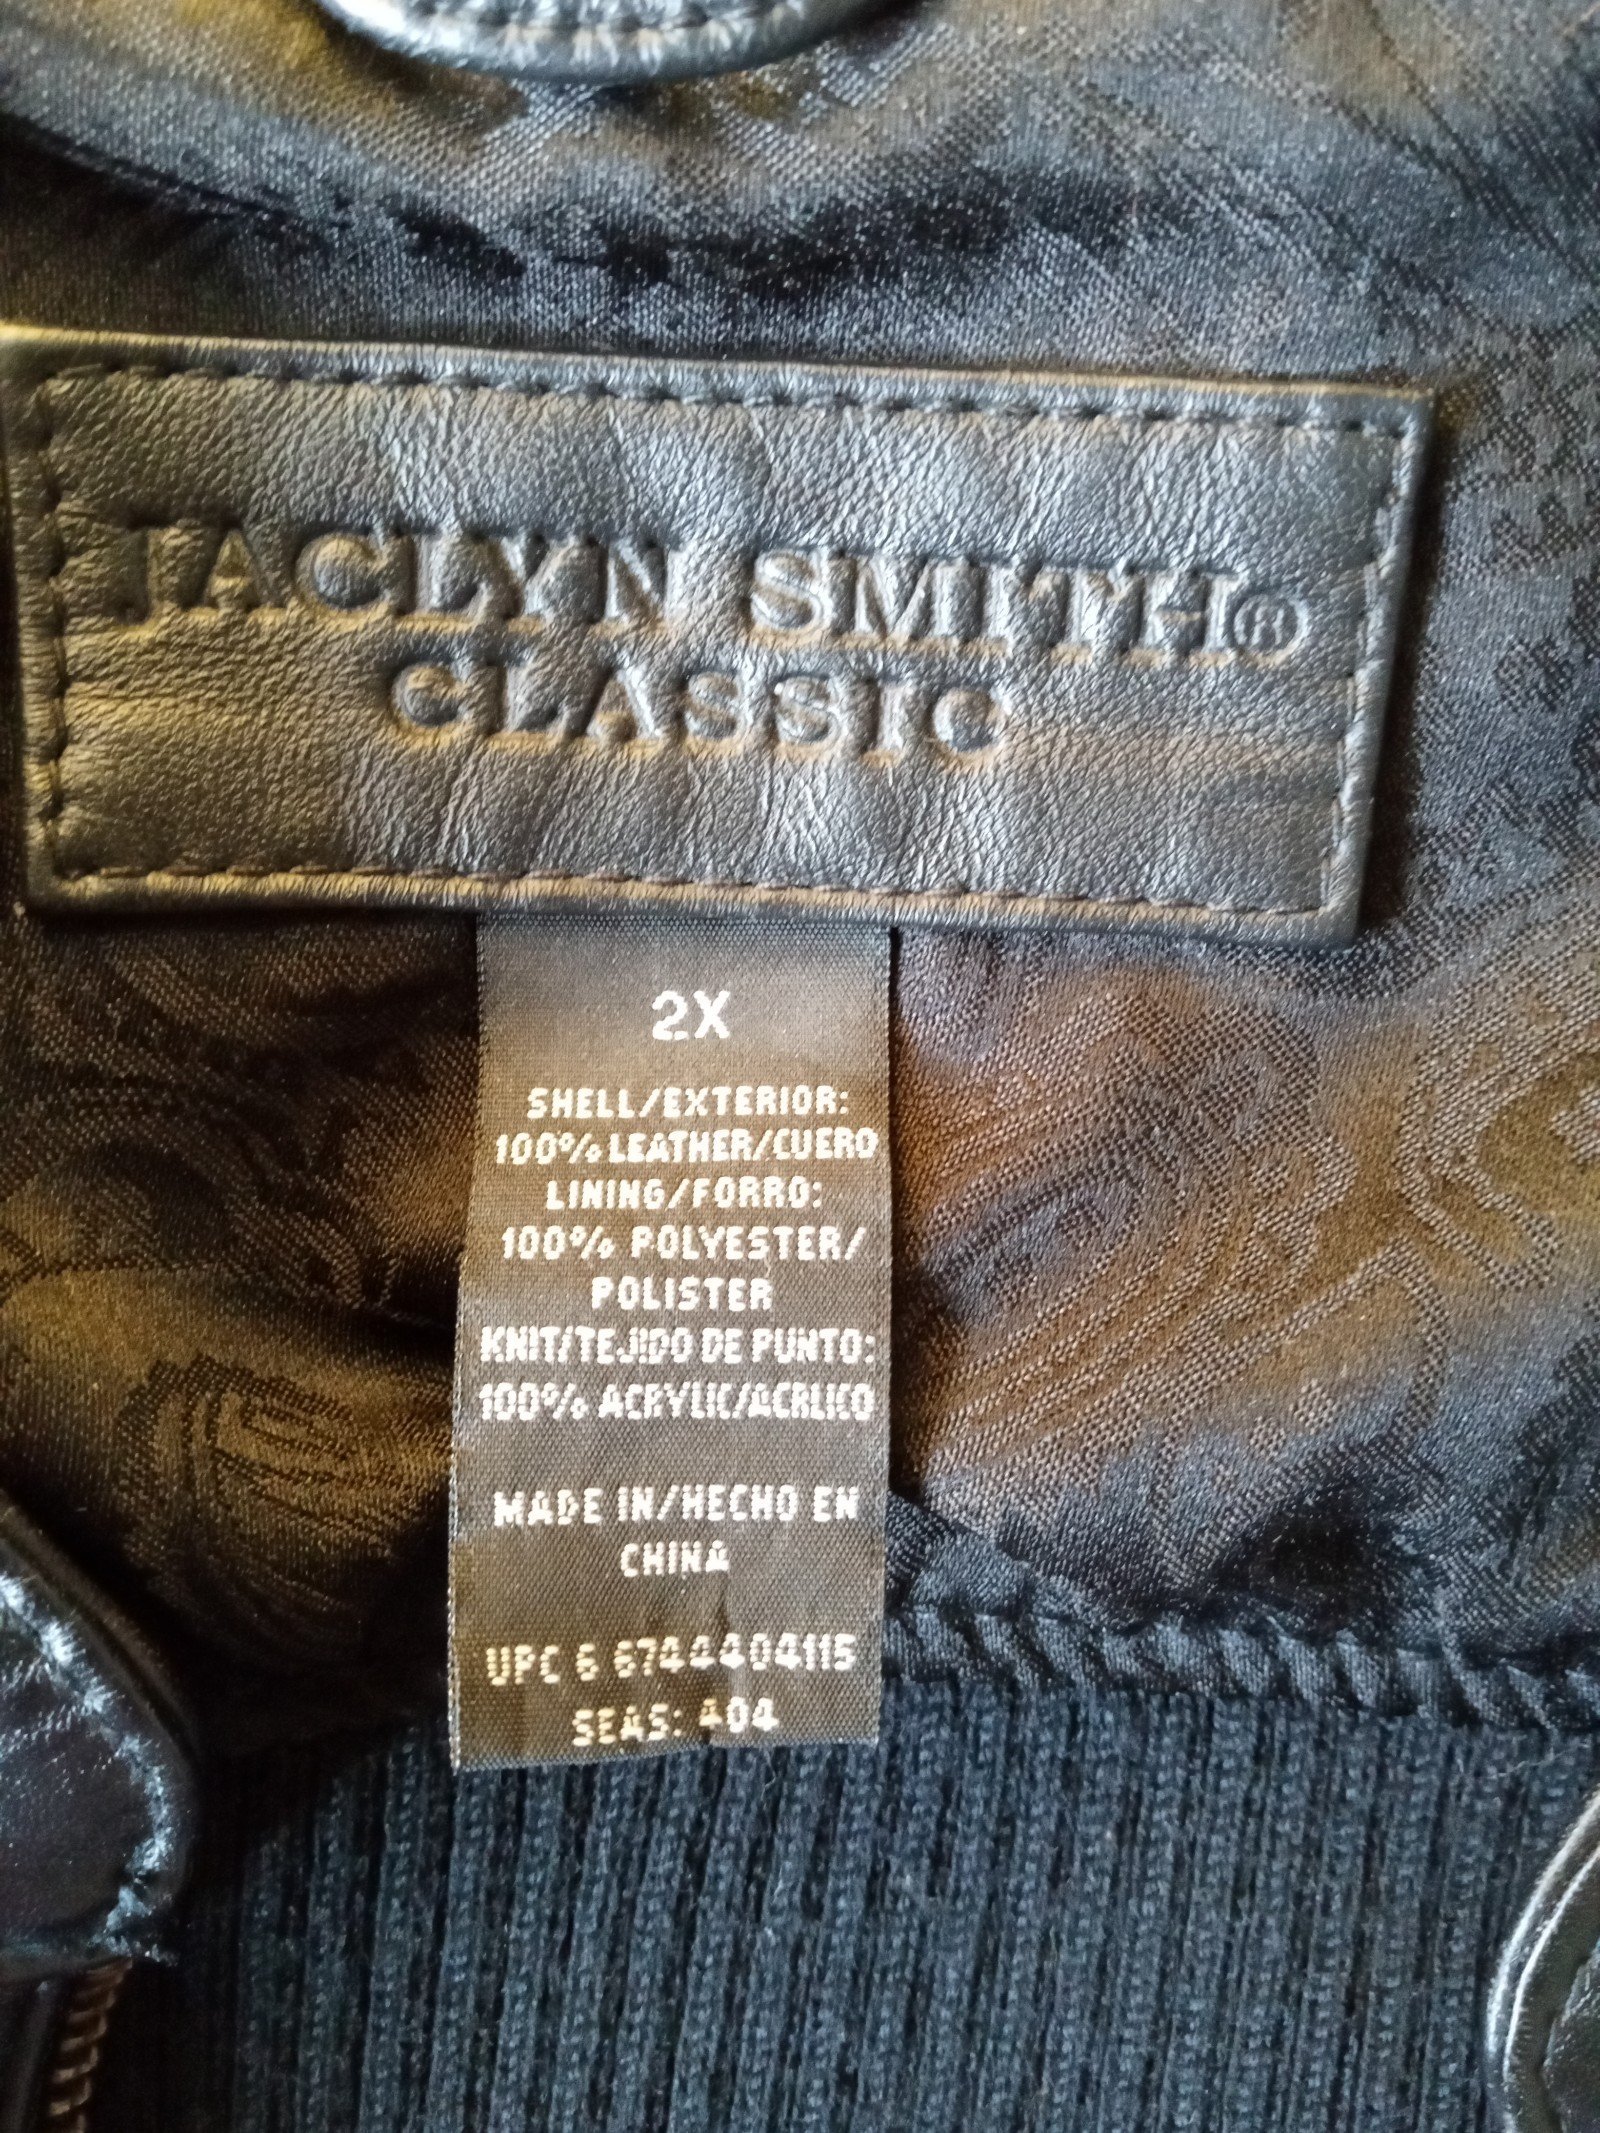 JACLYN SMITH®
CLASSIC
2X
SHELL/EXTERIOR:
100% LEATHER/CUERO
LINING/FORRO:
100% POLYESTER/
POLISTER
KNIT/TEJIDO DE PUNTO:
100% ACRYLIC/ACRLICO
MADE IN/HECHO EN
CHINA
UPC 6 6744404115
SEAS: A04